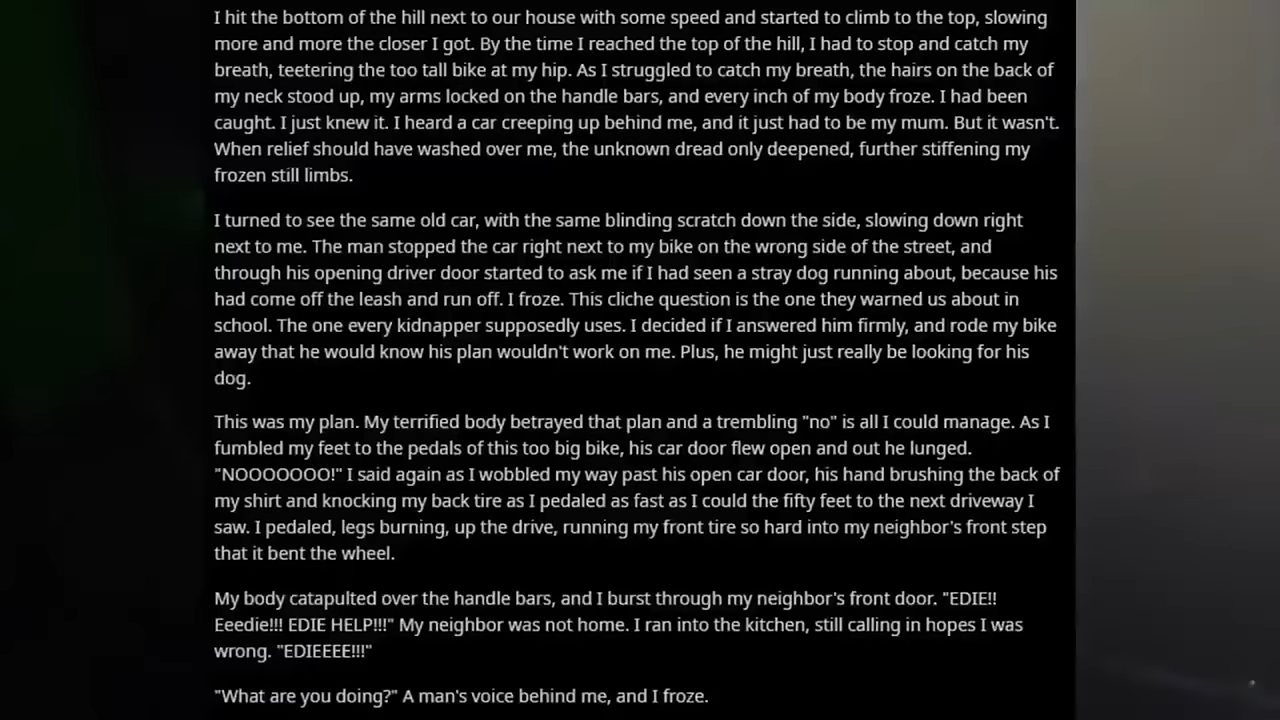 I hit the bottom of the hill next to our house with some speed and started to climb to the top, slowing
more and more the closer I got. By the time I reached the top of the hill, I had to stop and catch my
breath, teetering the too tall bike at my hip. As I struggled to catch my breath, the hairs on the back of
my neck stood up, my arms locked on the handle bars, and every inch of my body froze. I had been
caught. I just knew it. I heard a car creeping up behind me, and it just had to be my mum. But it wasn't.
When relief should have washed over me, the unknown dread only deepened, further stiffening my
frozen still limbs.
I turned to see the same old car, with the same blinding scratch down the side, slowing down right
next to me. The man stopped the car right next to my bike on the wrong side of the street, and
through his opening driver door started to ask me if I had seen a stray dog running about, because his
had come off the leash and run off. I froze. This cliche question is the one they warned us about in
school. The one every kidnapper supposedly uses. I decided if I answered him firmly, and rode my bike
away that he would know his plan wouldn't work on me. Plus, he might just really be looking for his
dog.
This was my plan. My terrified body betrayed that plan and a trembling "no" is all I could manage. As I
fumbled my feet to the pedals of this too big bike, his car door flew open and out he lunged.
"NOOOOOOO!" I said again as I wobbled my way past his open car door, his hand brushing the back of
my shirt and knocking my back tire as I pedaled as fast as I could the fifty feet to the next driveway I
saw. I pedaled, legs burning, up the drive, running my front tire so hard into my neighbor's front step
that it bent the wheel.
My body catapulted over the handle bars, and I burst through my neighbor's front door. "EDIE!!
Eeedie!!! EDIE HELP!!!" My neighbor was not home. I ran into the kitchen, still calling in hopes I was
wrong. "EDIEEEE!!!"
"What are you doing?" A man's voice behind me, and I froze.